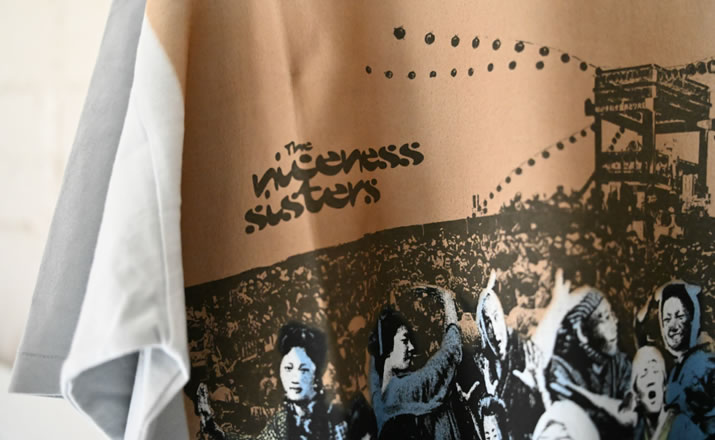 The
niceness
sisters